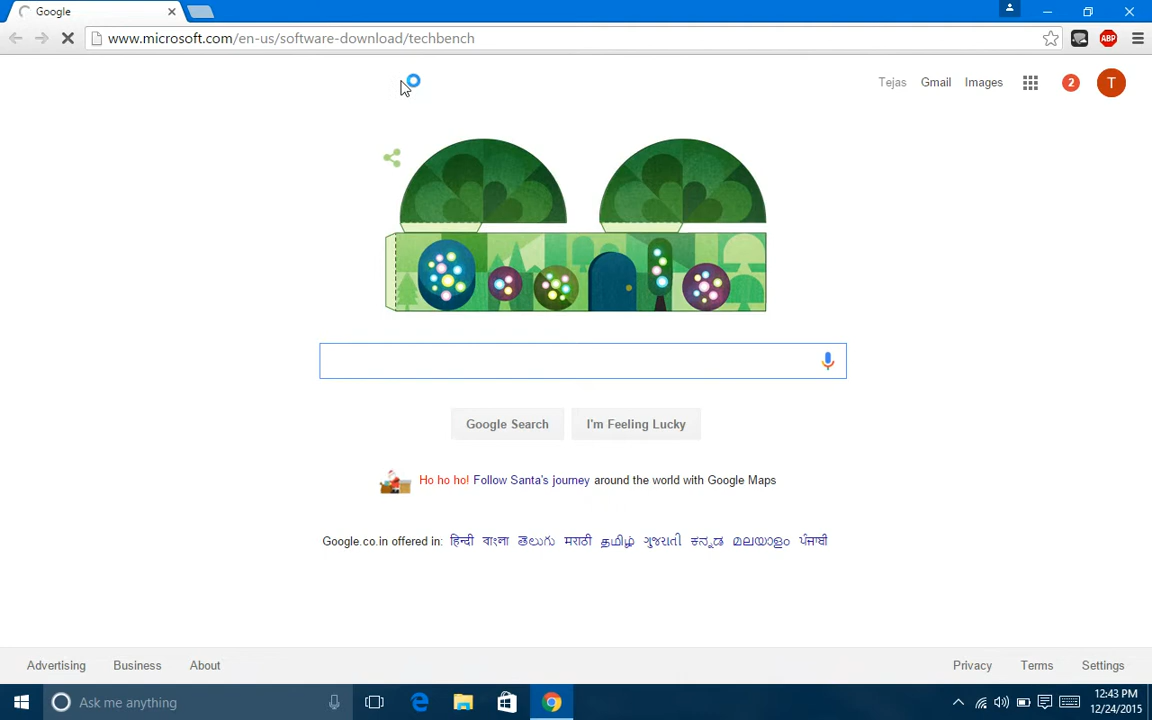 Google
www.microsoft.com/en-us/software-download/techbench
ABP
Tejas Gmail Images 2 T
Google Search I'm Feeling Lucky
Ho ho ho! Follow Santa's journey around the world with Google Maps
Google.co.in offered in: हिन्दी বাংলা తెలుగు मराठी தமிழ் ગુજરાતી ಕನ್ನಡ മലയാളം ਪੰਜਾਬੀ
Advertising Business About Privacy Terms Settings
Ask me anything 12:43 PM
12/24/2015